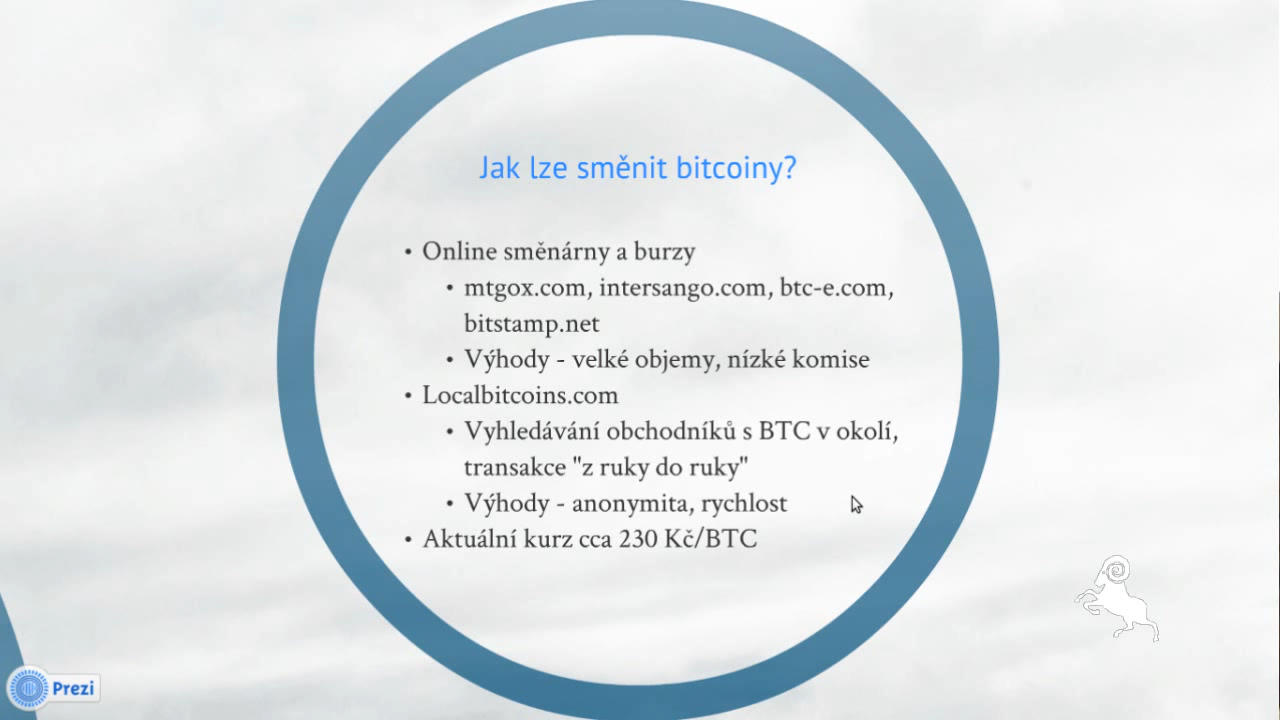 Jak lze směnit bitcoiny?
• Online směnárny a burzy
• mtgox.com, intersango.com, btc-e.com,
bitstamp.net
• Výhody - velké objemy, nízké komise
• Localbitcoins.com
• Vyhledávání obchodníků s BTC v okolí,
transakce "z ruky do ruky"
• Výhody - anonymita, rychlost
• Aktuální kurz cca 230 Kč/BTC
Prezi